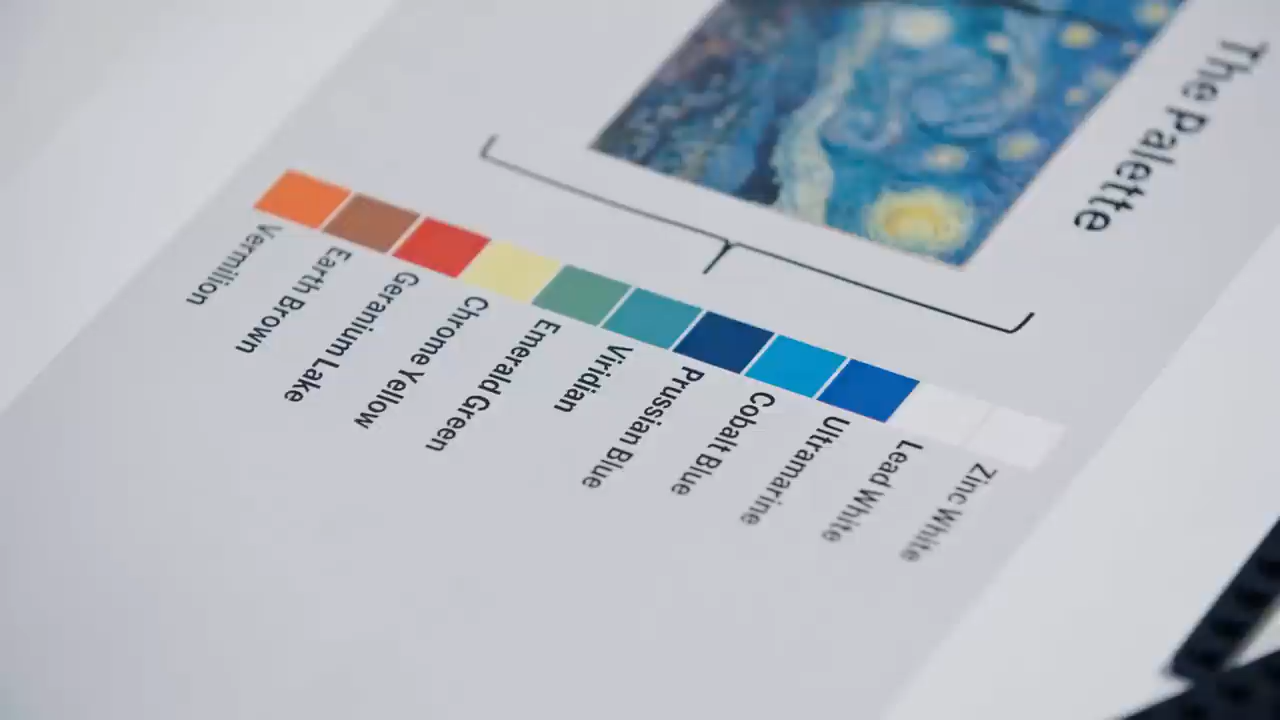 The Palette
Vermilion
Earth Brown
Geranium Lake
Chrome Yellow
Emerald Green
Viridian
Prussian Blue
Cobalt Blue
Ultramarine
Lead White
Zinc White